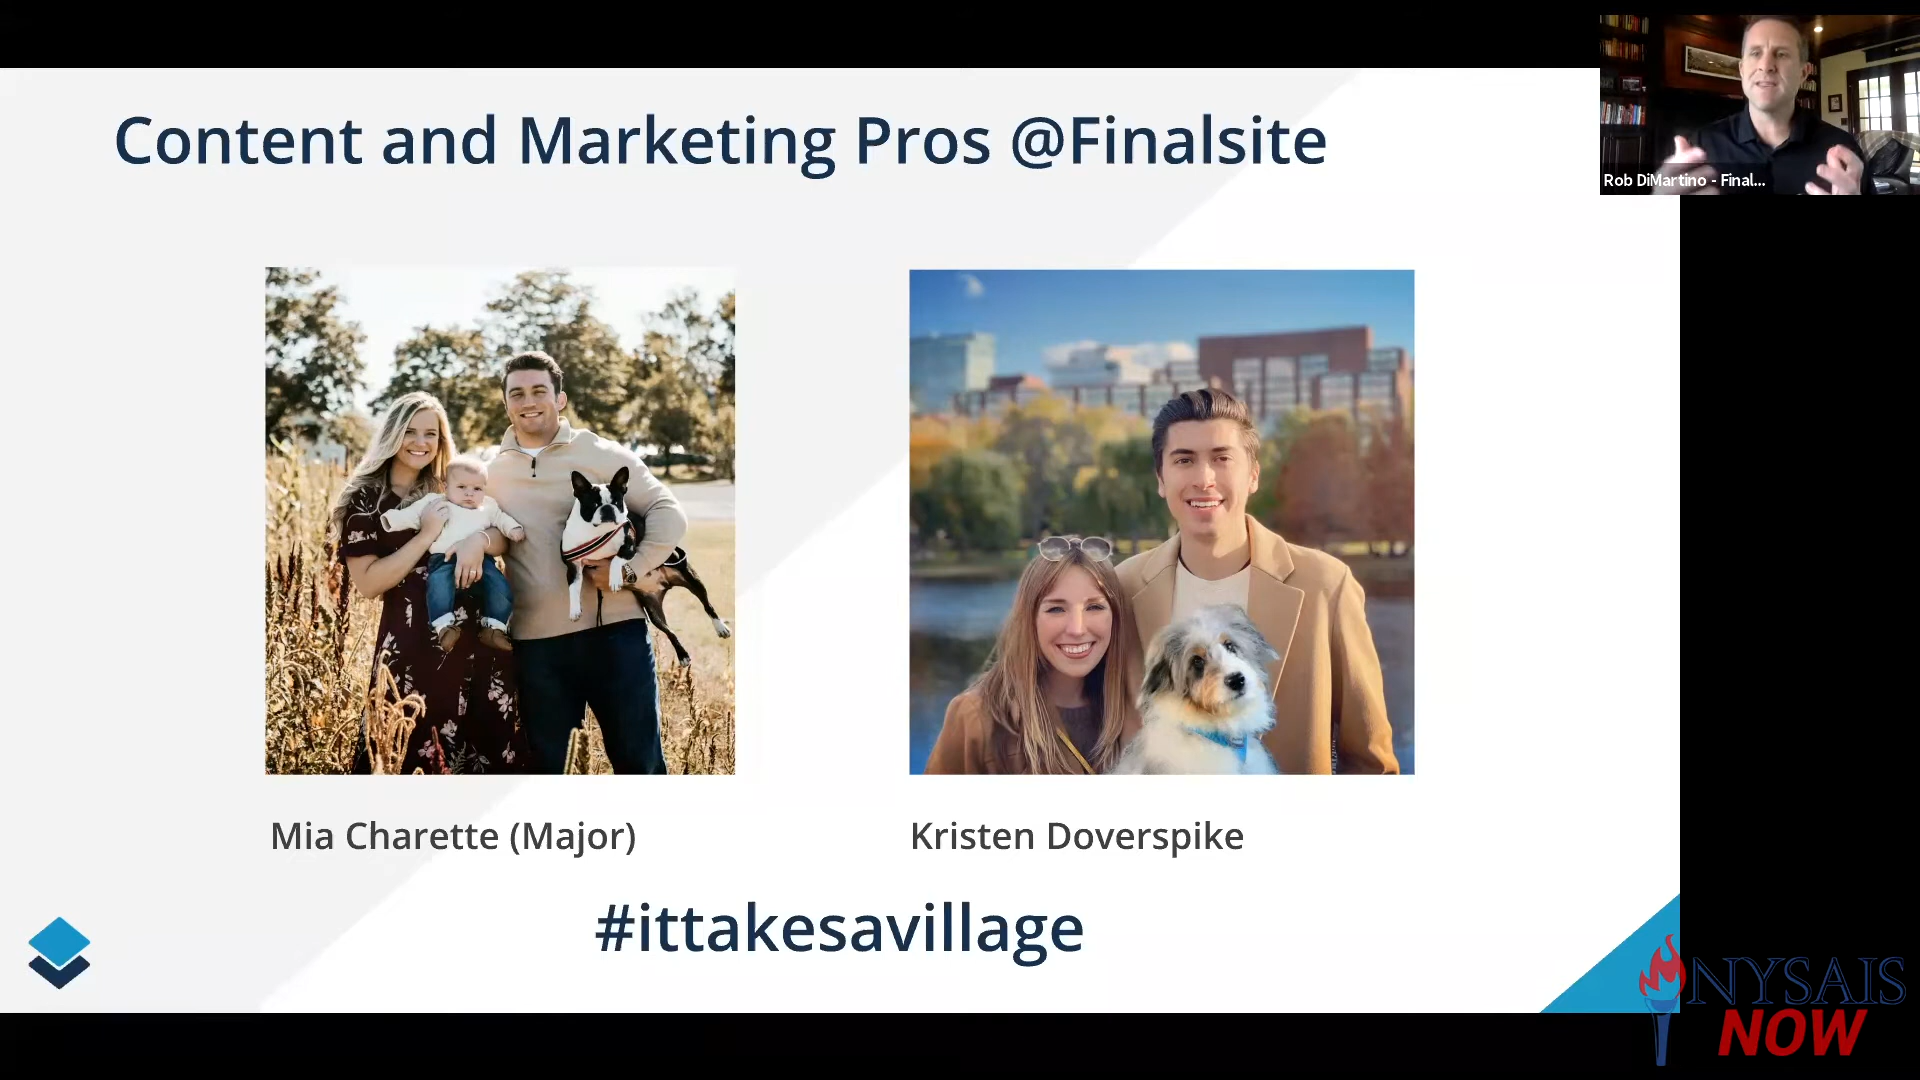 Content and Marketing Pros @Finalsite
Rob DiMartino - Final...
Mia Charette (Major)
Kristen Doverspike
#ittakesavillage
NYSAIS
NOW